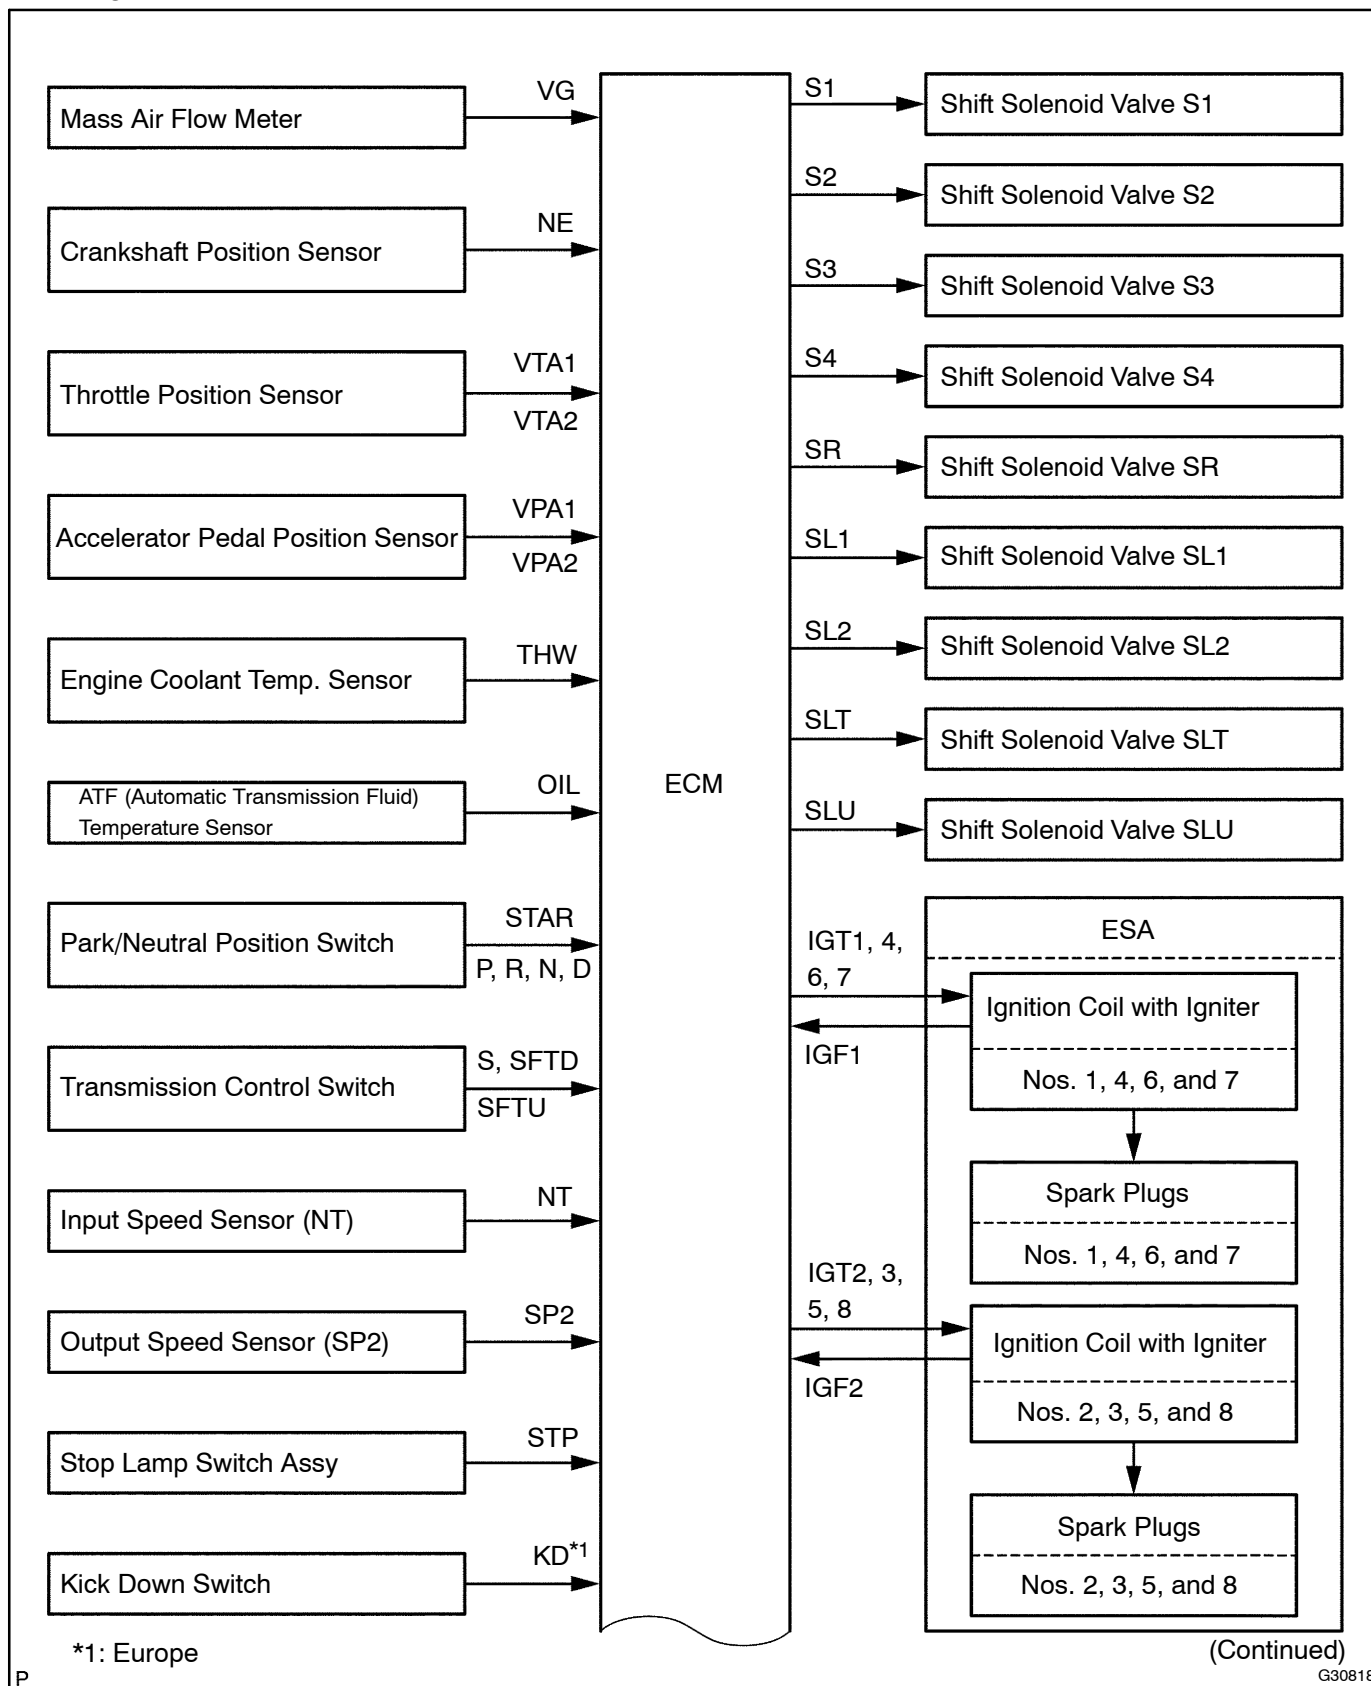 VG
Mass Air Flow Meter
NE
Crankshaft Position Sensor
VTA1
Throttle Position Sensor
VTA2
VPA1
Accelerator Pedal Position Sensor
VPA2
THW
Engine Coolant Temp. Sensor
OIL
ATF (Automatic Transmission Fluid)
Temperature Sensor
STAR
Park/Neutral Position Switch
P, R, N, D
S, SFTD
Transmission Control Switch
SFTU
NT
Input Speed Sensor (NT)
SP2
Output Speed Sensor (SP2)
STP
Stop Lamp Switch Assy
KD*1
Kick Down Switch
*1: Europe
P
ECM
S1
Shift Solenoid Valve S1
S2
Shift Solenoid Valve S2
S3
Shift Solenoid Valve S3
S4
Shift Solenoid Valve S4
SR
Shift Solenoid Valve SR
SL1
Shift Solenoid Valve SL1
SL2
Shift Solenoid Valve SL2
SLT
Shift Solenoid Valve SLT
SLU
Shift Solenoid Valve SLU
ESA
IGT1, 4,
6, 7
Ignition Coil with Igniter
IGF1
Nos. 1, 4, 6, and 7
Spark Plugs
Nos. 1, 4, 6, and 7
IGT2, 3,
5, 8
Ignition Coil with Igniter
IGF2
Nos. 2, 3, 5, and 8
Spark Plugs
Nos. 2, 3, 5, and 8
(Continued)
G30818